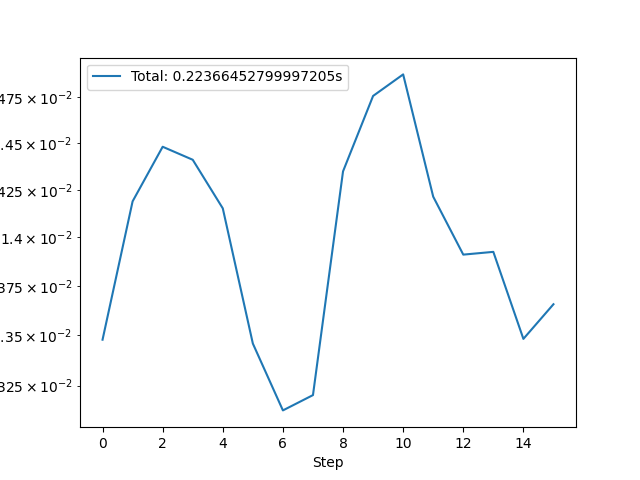 Total: 0.22366452799997205s
475 × 10⁻²
.45 × 10⁻²
425 × 10⁻²
1.4 × 10⁻²
375 × 10⁻²
.35 × 10⁻²
325 × 10⁻²
0 2 4 6 8 10 12 14
Step